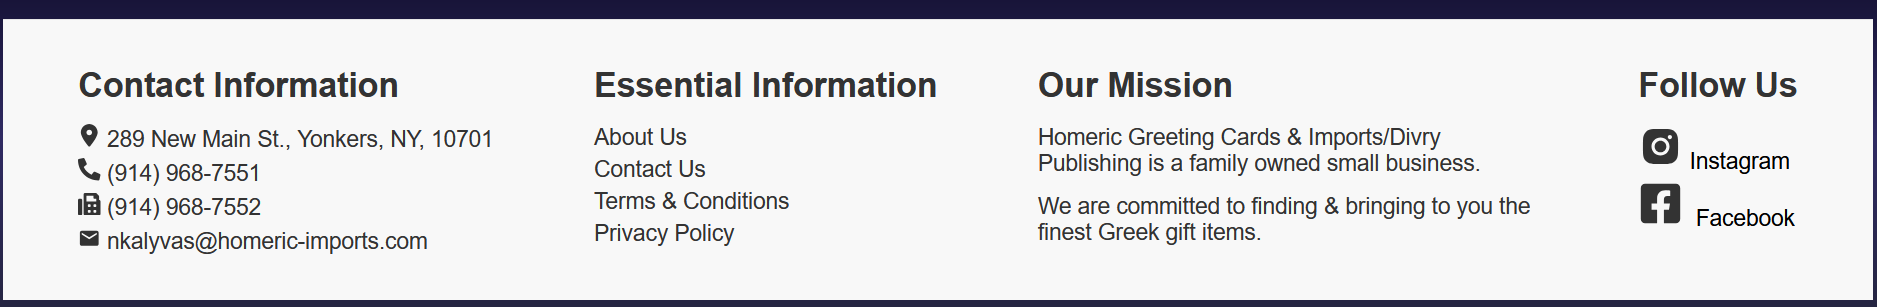 Contact Information
289 New Main St., Yonkers, NY, 10701
(914) 968-7551
(914) 968-7552
nkalyvas@homeric-imports.com
Essential Information
About Us
Contact Us
Terms & Conditions
Privacy Policy
Our Mission
Homeric Greeting Cards & Imports/Divry
Publishing is a family owned small business.
We are committed to finding & bringing to you the
finest Greek gift items.
Follow Us
Instagram
Facebook